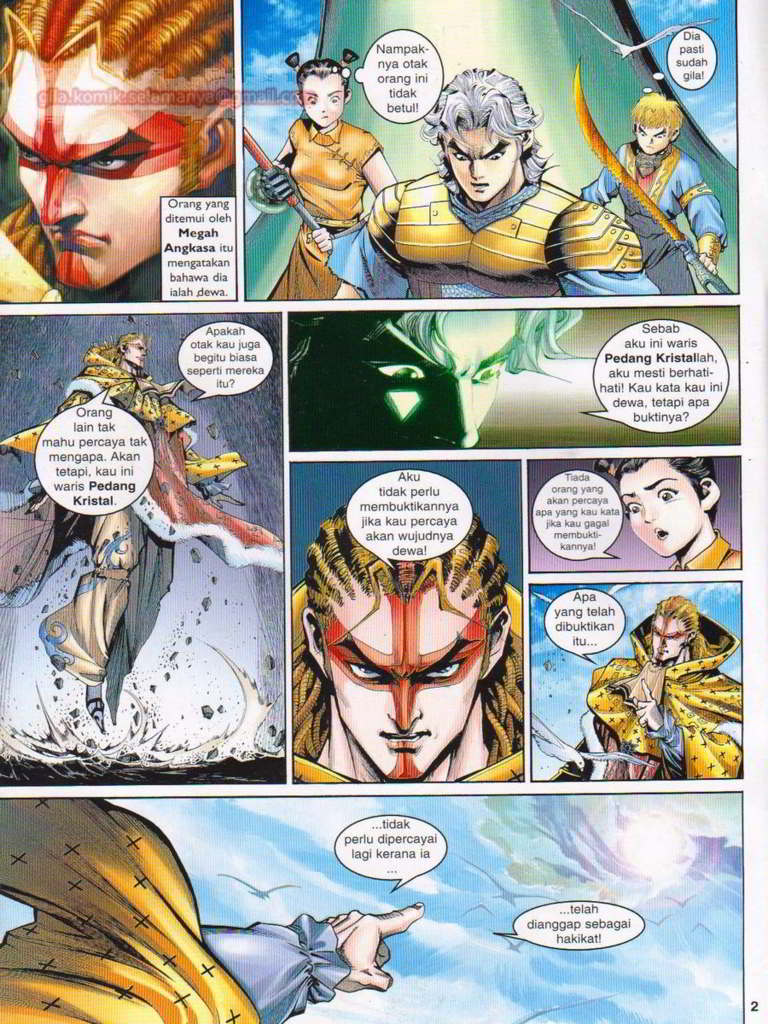 gila.komik.selamanya@gmail.co
Orang yang
ditemui oleh
Megah
Angkasa itu
mengatakan
bahawa dia
ialah dewa.
Nampak-
nya otak
orang ini
tidak
betul!
Dia
pasti
sudah
gila!
Apakah
otak kau juga
begitu biasa
seperti mereka
itu?
Orang
lain tak
mahu percaya tak
mengapa. Akan
tetapi, kau ini
waris Pedang
Kristal.
Sebab
aku ini waris
Pedang Kristallah,
aku mesti berhati-
hati! Kau kata kau ini
dewa, tetapi apa
buktinya?
Aku
tidak perlu
membuktikannya
jika kau percaya
akan wujudnya
dewa!
Tiada
orang yang
akan percaya
apa yang kau kata
jika kau gagal
membukti-
kannya!
Apa
yang telah
dibuktikan
itu...
...tidak
perlu dipercayai
lagi kerana ia
...
...telah
dianggap sebagai
hakikat!
2